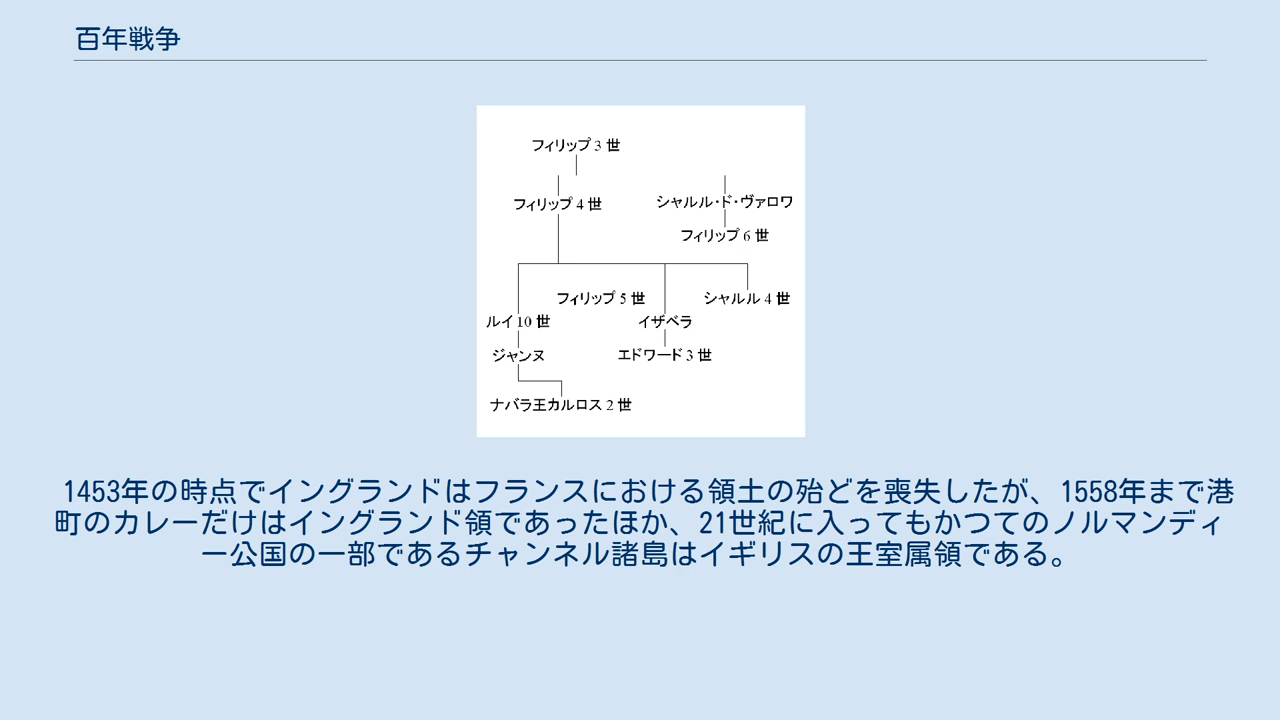 百年戦争
フィリップ3世
フィリップ4世
シャルル・ド・ヴァロワ
フィリップ6世
フィリップ5世
シャルル4世
ルイ10世
イザベラ
ジャンヌ
エドワード3世
ナバラ王カルロス2世
1453年の時点でイングランドはフランスにおける領土の殆どを喪失したが、1558年まで港
町のカレーだけはイングランド領であったほか、21世紀に入ってもかつてのノルマンディ
ー公国の一部であるチャンネル諸島はイギリスの王室属領である。